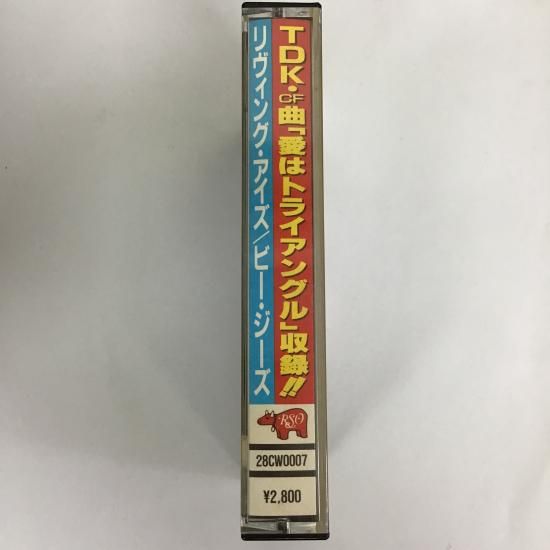 TDK・CF曲「愛はトライアングル」収録!!
リヴィング・アイズ/ビー・ジーズ
RSO
28CW0007
¥2,800